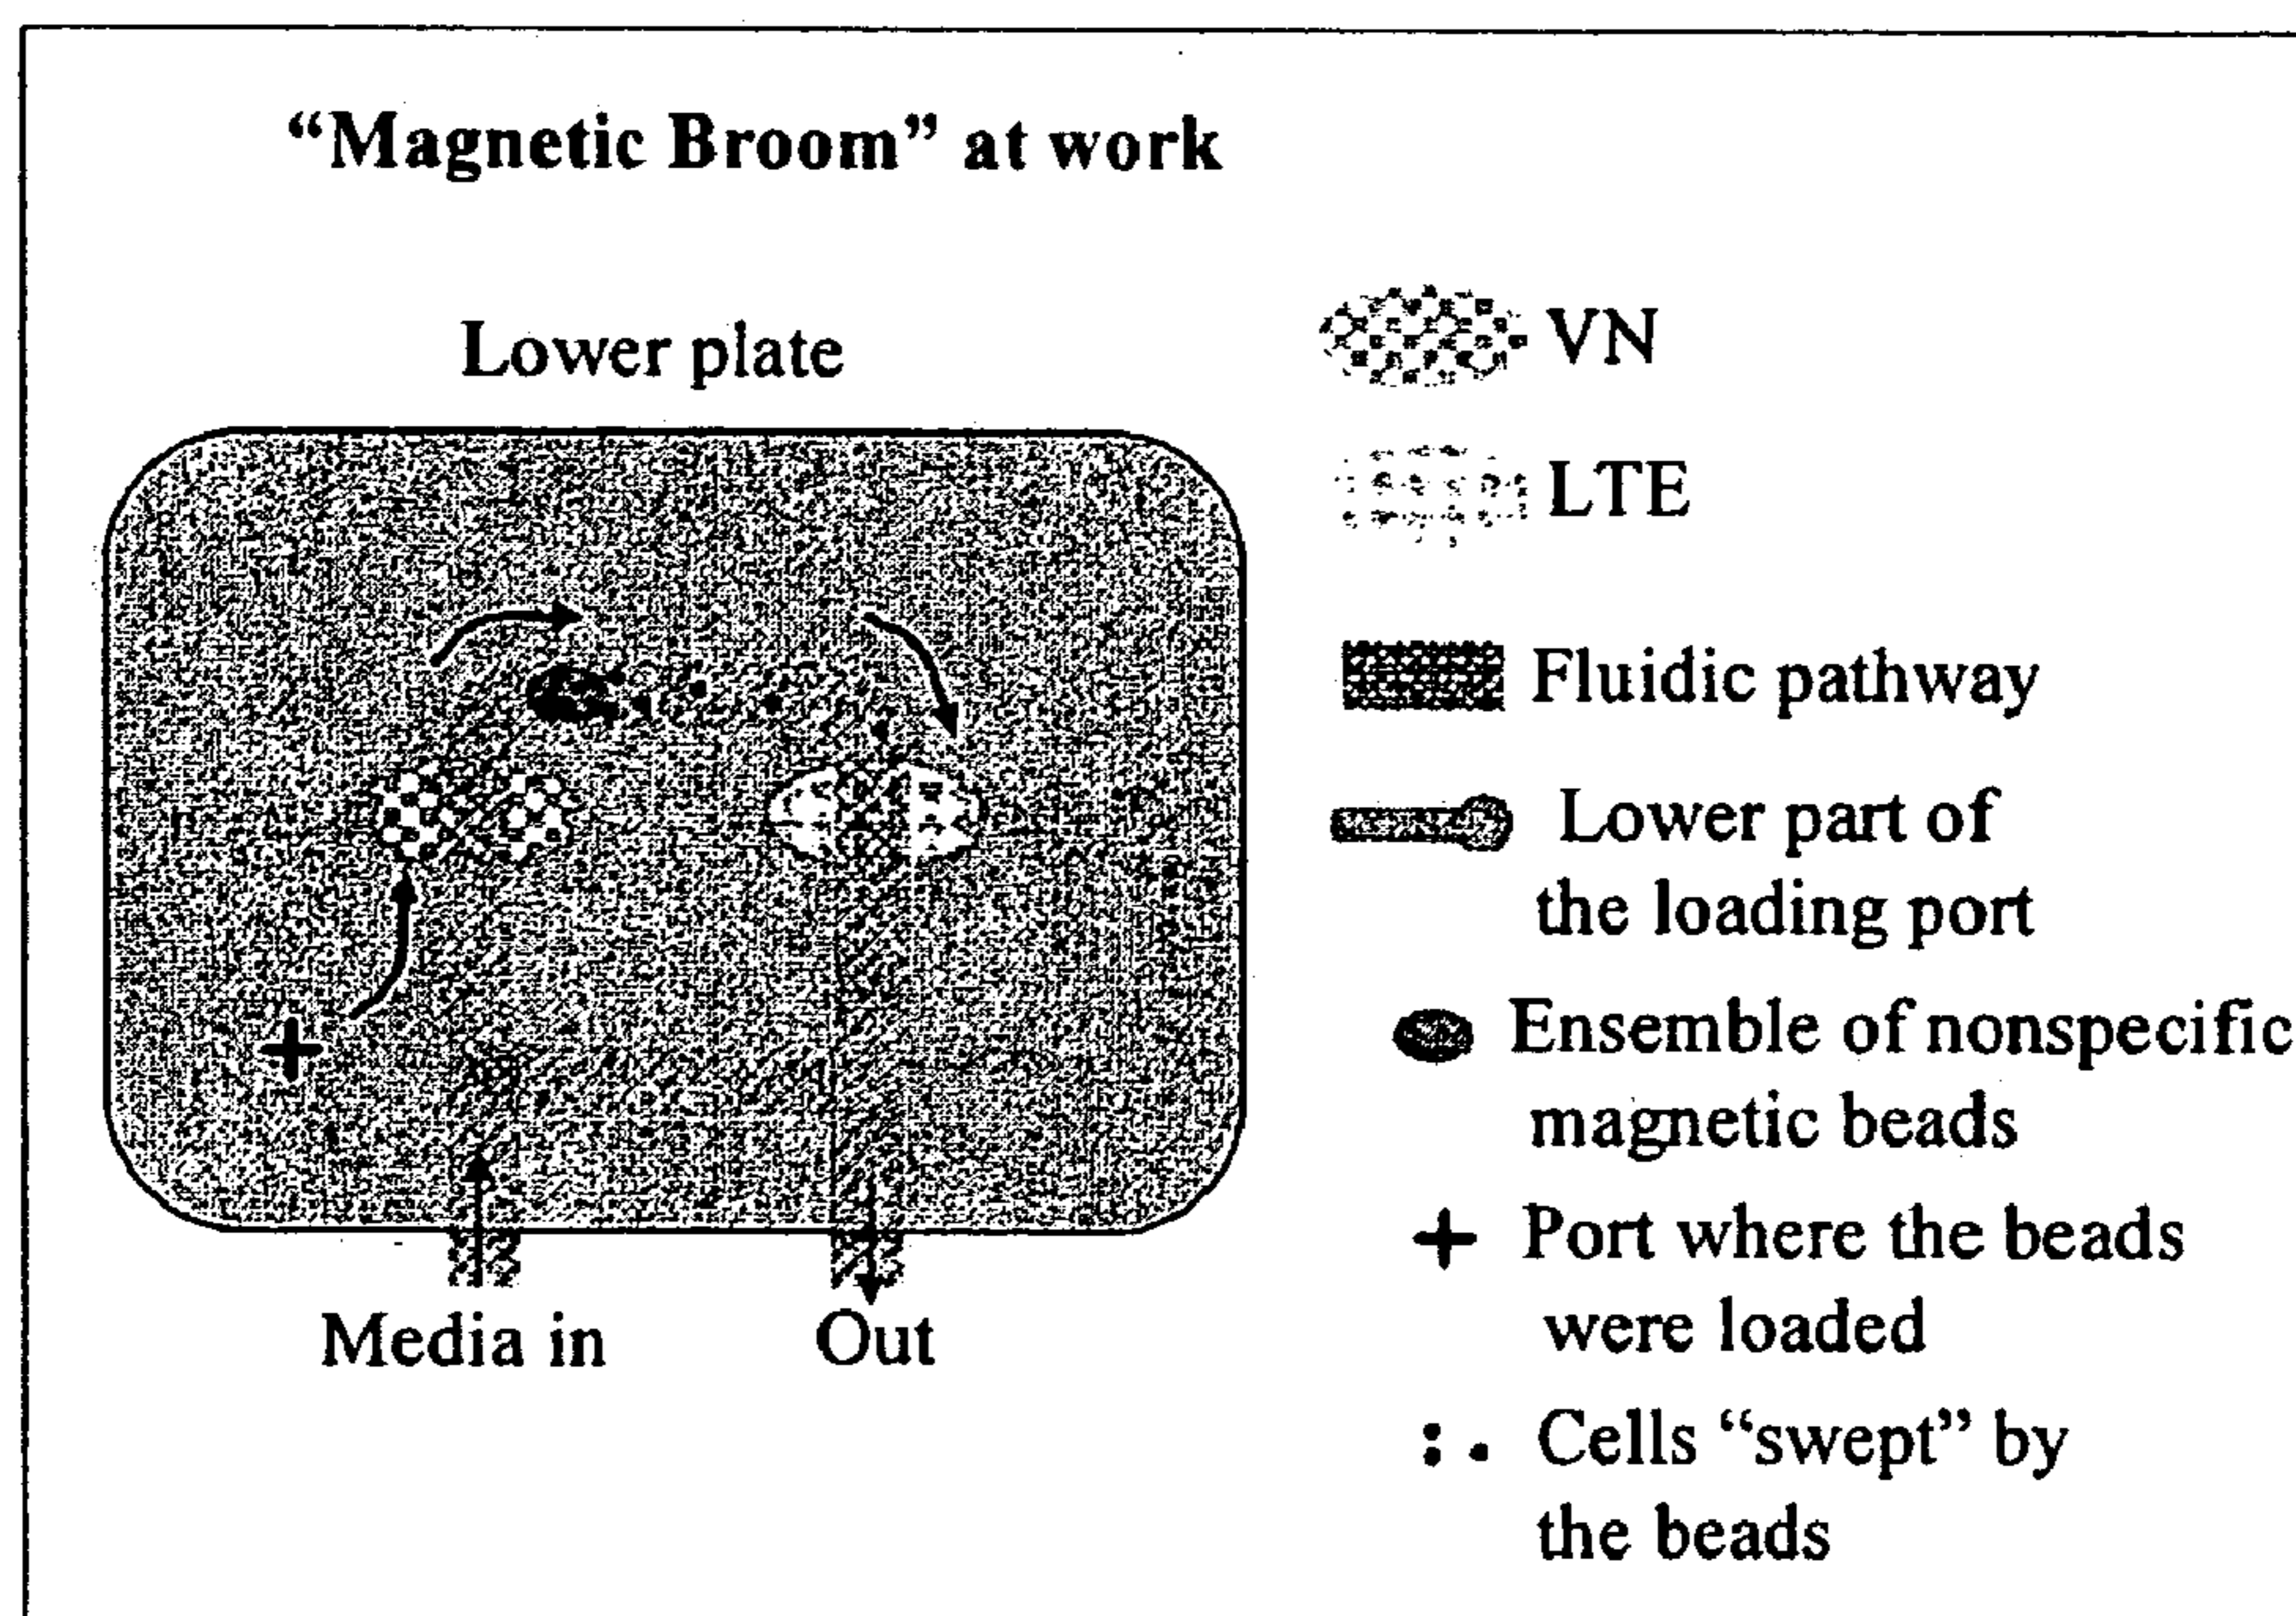 “Magnetic Broom” at work
Lower plate
Media in
Out
VN
LTE
Fluidic pathway
Lower part of
the loading port
Ensemble of nonspecific
magnetic beads
Port where the beads
were loaded
Cells “swept” by
the beads